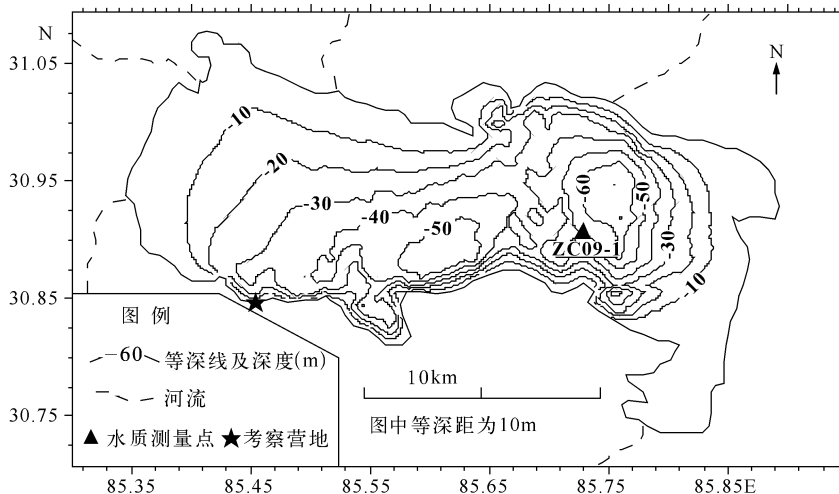 N
31.05
30.95
30.85
30.75
85.35
85.45
85.55
85.65
85.75
85.85E
N
-10
-20
-30
-40
-50
-60
-50
-30
-10
ZC09-1
图 例
-60 等深线及深度(m)
河流
水质测量点 考察营地
10km
图中等深距为10m